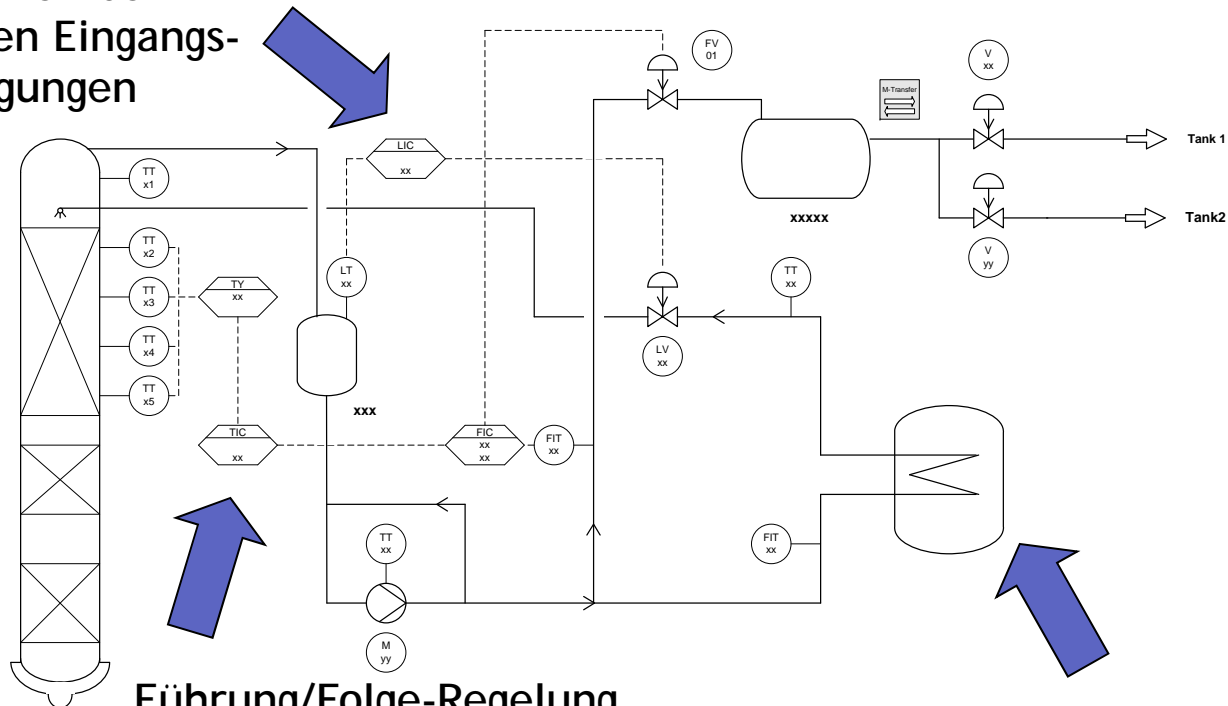 en Eingangs-
gungen
FV
01
V
xx
M-Transfer
LIC
xx
TT
x1
Tank 1
xxxxx
Tank2
V
yy
TT
x2
TT
x3
TT
x4
TT
x5
TY
xx
LT
xx
TT
xx
LV
xx
xxx
TIC
xx
FIC
xx
xx
FIT
xx
TT
xx
FIT
xx
M
yy
Führung/Folge-Regelung